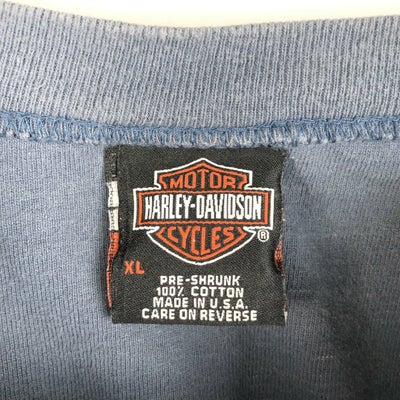 MOTOR
HARLEY-DAVIDSON
CYCLES ®
XL
PRE-SHRUNK
100% COTTON
MADE IN U.S.A.
CARE ON REVERSE